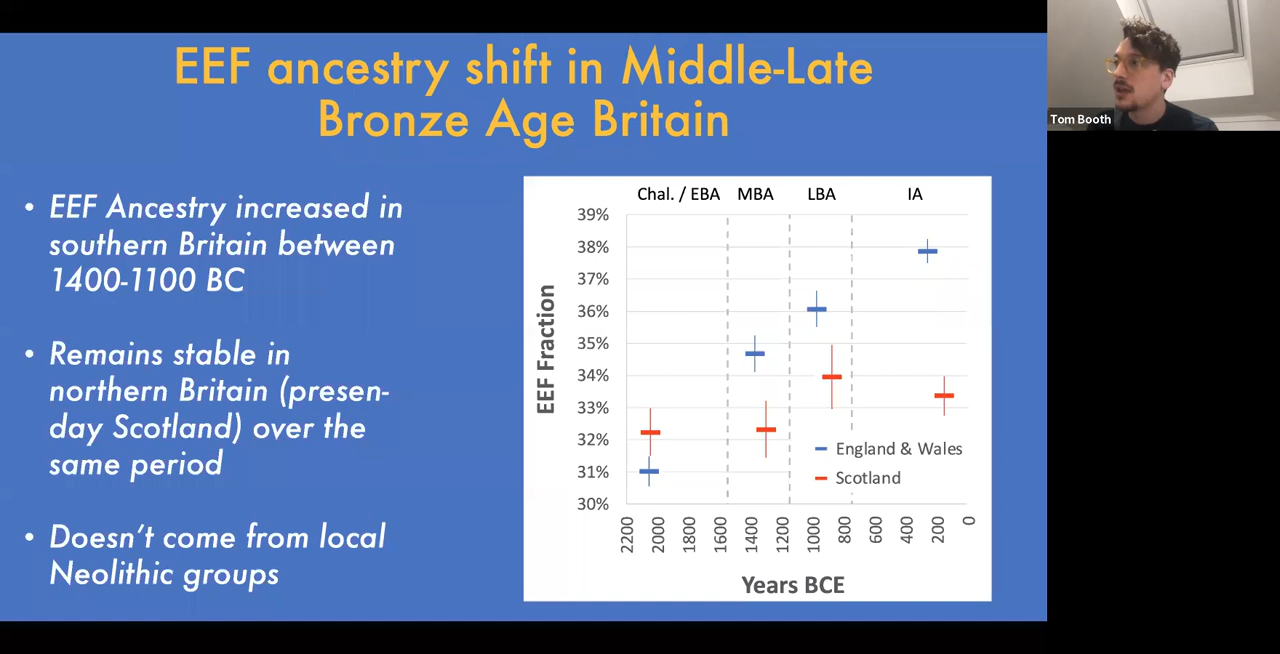 EEF ancestry shift in Middle-Late
Bronze Age Britain
Tom Booth
• EEF Ancestry increased in
southern Britain between
1400-1100 BC
• Remains stable in
northern Britain (presen-
day Scotland) over the
same period
• Doesn't come from local
Neolithic groups
Chal. / EBA MBA LBA IA
39%
38%
37%
36%
35%
34%
33%
32%
31%
30%
EEF Fraction
England & Wales
Scotland
2200 2000 1800 1600 1400 1200 1000 800 600 400 200 0
Years BCE